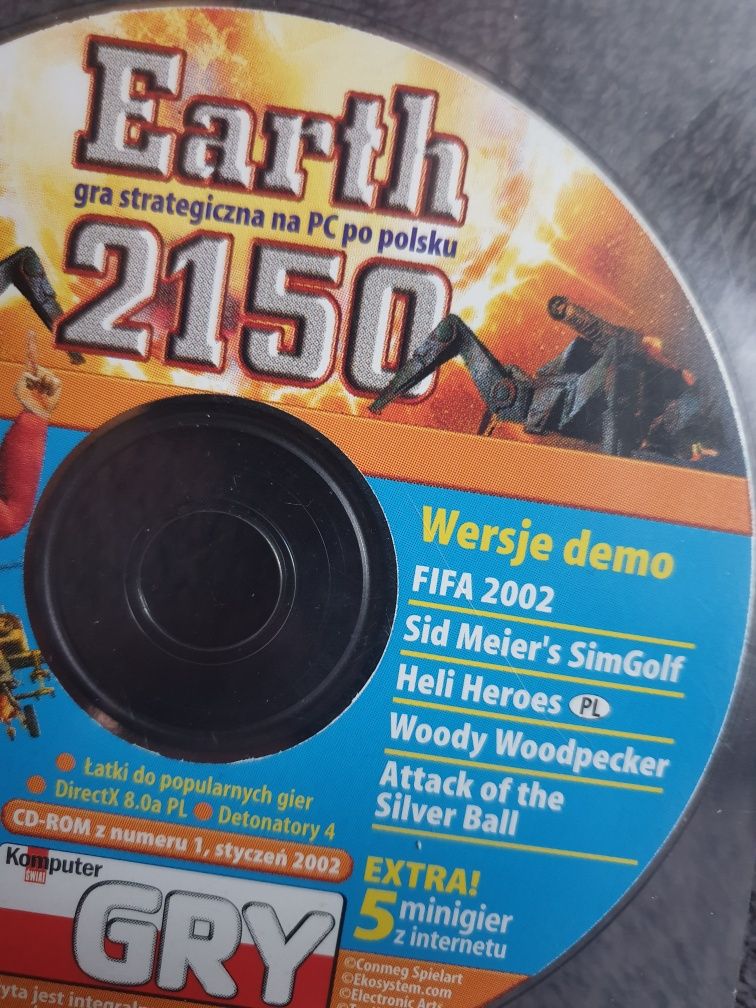 Earth
gra strategiczna na PC po polsku
2150
Wersje demo
FIFA 2002
Sid Meier's SimGolf
Heli Heroes PL
Woody Woodpecker
Attack of the
Silver Ball
Łatki do popularnych gier
DirectX 8.0a PL Detonatory 4
CD-ROM z numeru 1, styczeń 2002
Komputer
ŚWIAT
GRY
EXTRA!
5 minigier
z internetu
©Conmeg Spielart
©Ekosystem.com
©Electronic Arts
jest